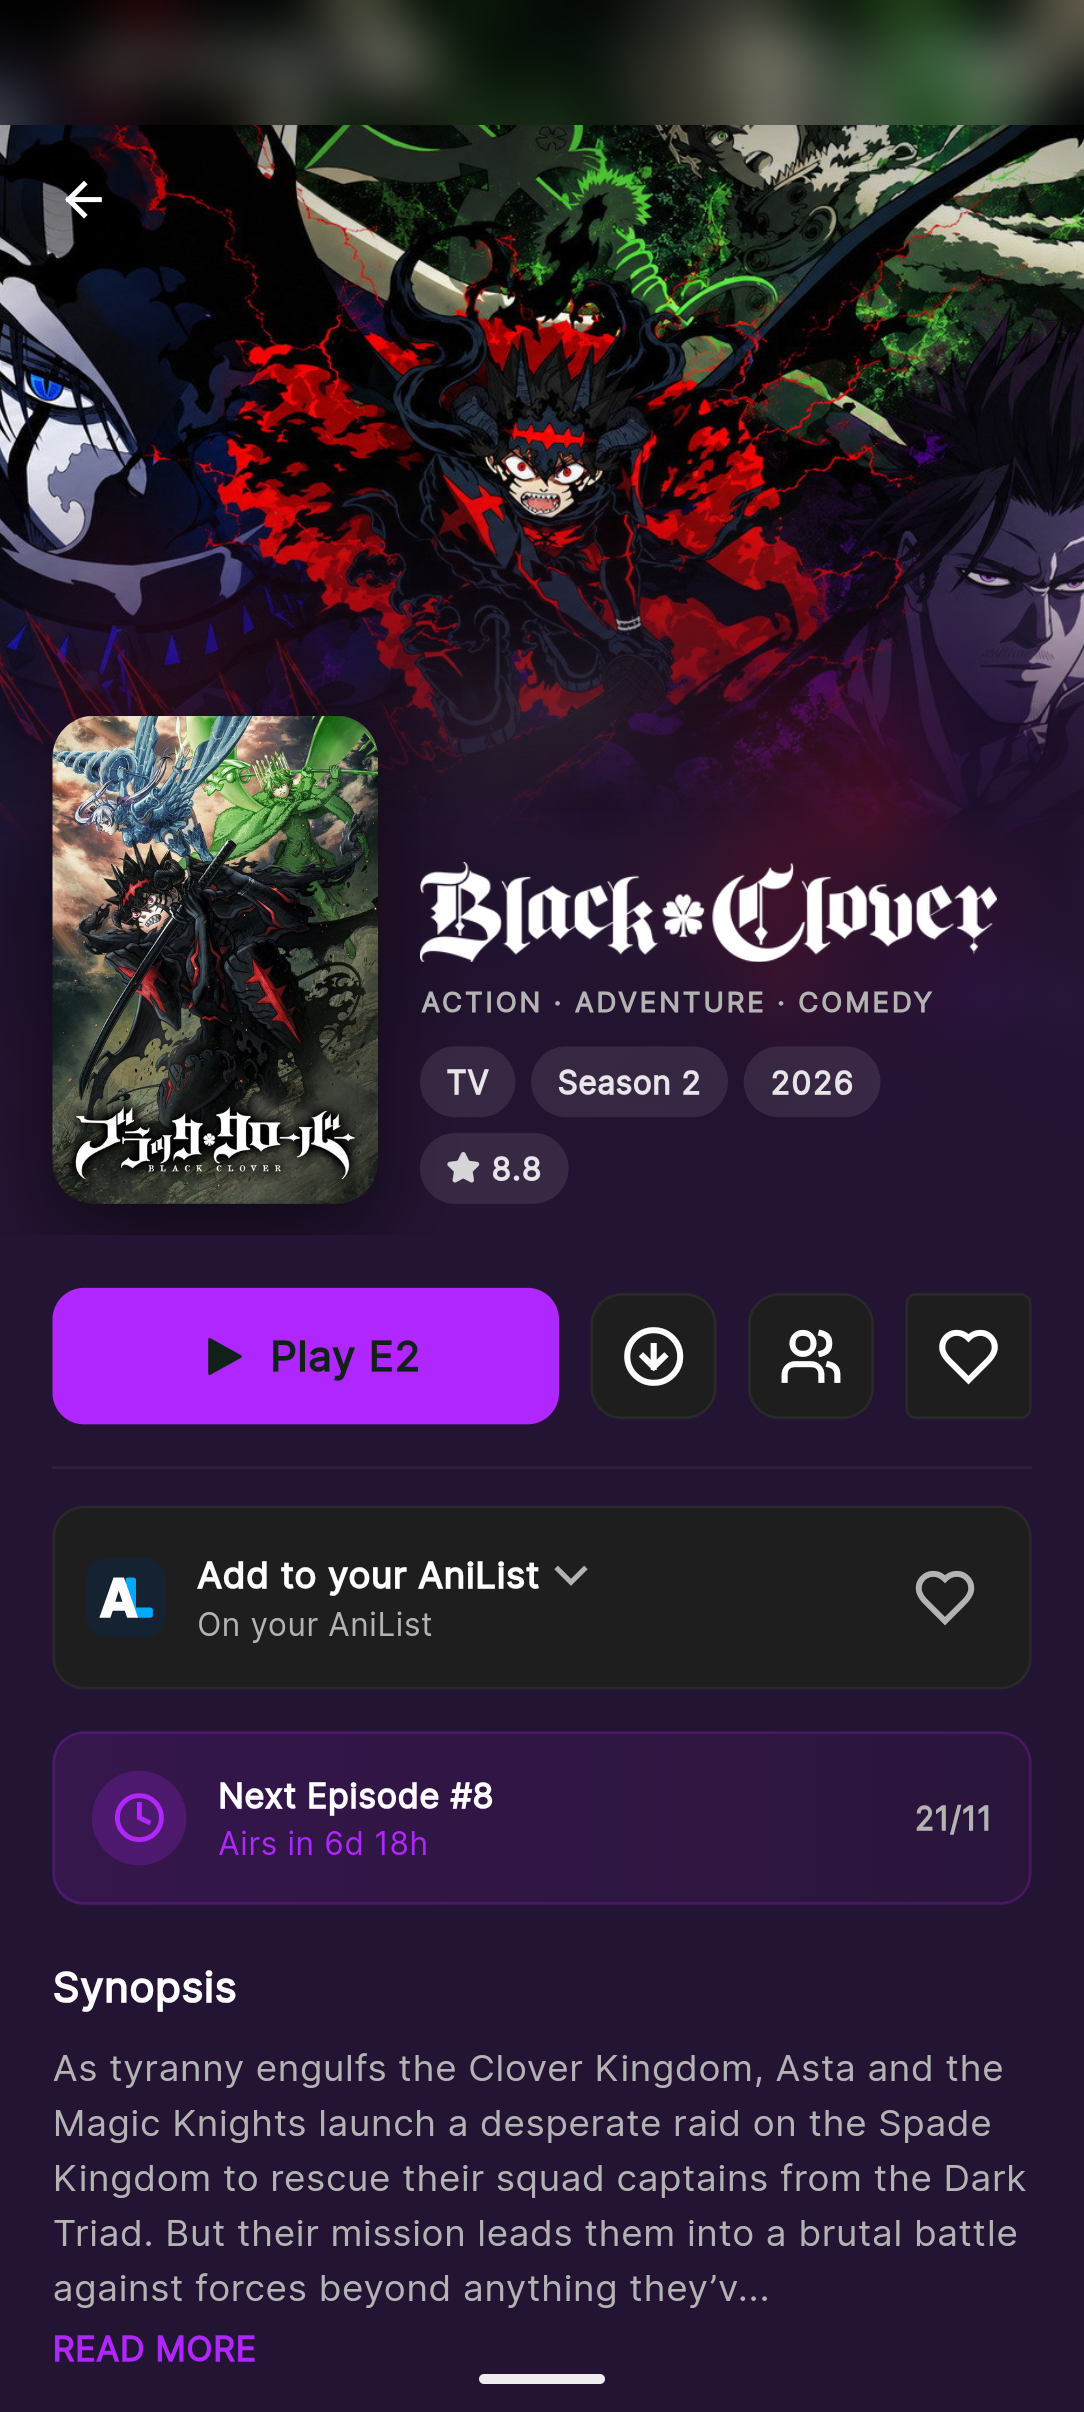 Black Clover
ACTION · ADVENTURE · COMEDY
TV
Season 2
2026
8.8
ブラッククローバー
BLACK CLOVER
Play E2
AL
Add to your AniList
On your AniList
Next Episode #8
Airs in 6d 18h
21/11
Synopsis
As tyranny engulfs the Clover Kingdom, Asta and the
Magic Knights launch a desperate raid on the Spade
Kingdom to rescue their squad captains from the Dark
Triad. But their mission leads them into a brutal battle
against forces beyond anything they’v...
READ MORE